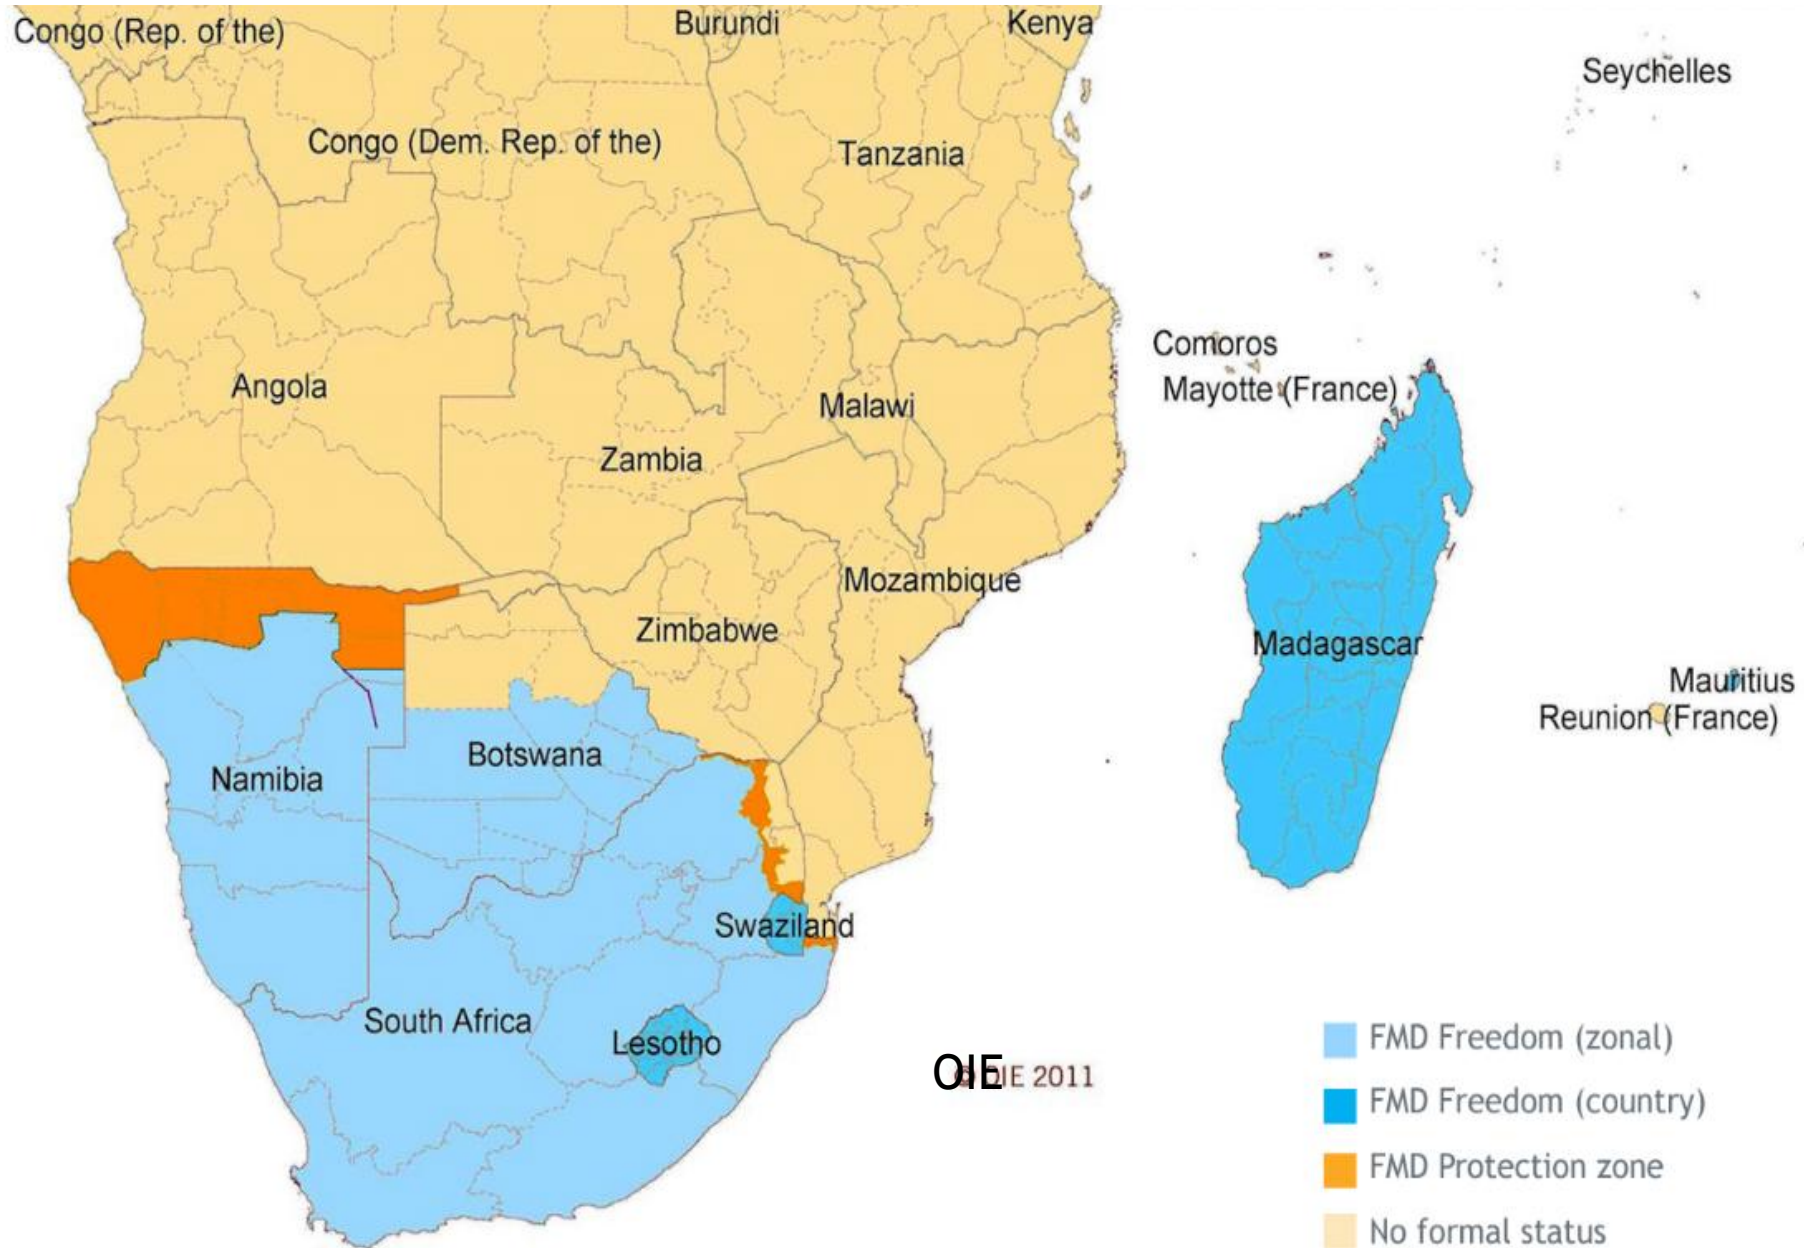 Congo (Rep. of the)
Burundi
Kenya
Seychelles
Congo (Dem. Rep. of the)
Tanzania
Comoros
Mayotte (France)
Angola
Malawi
Zambia
Mozambique
Zimbabwe
Madagascar
Mauritius
Reunion (France)
Botswana
Namibia
Swaziland
South Africa
Lesotho
OIE
© OIE 2011
FMD Freedom (zonal)
FMD Freedom (country)
FMD Protection zone
No formal status